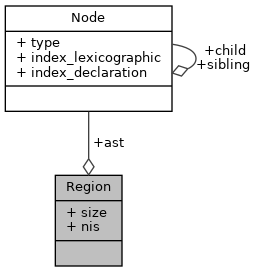 Node
+ type
+ index_lexicographic
+ index_declaration
+child
+sibling
+ast
Region
+ size
+ nis